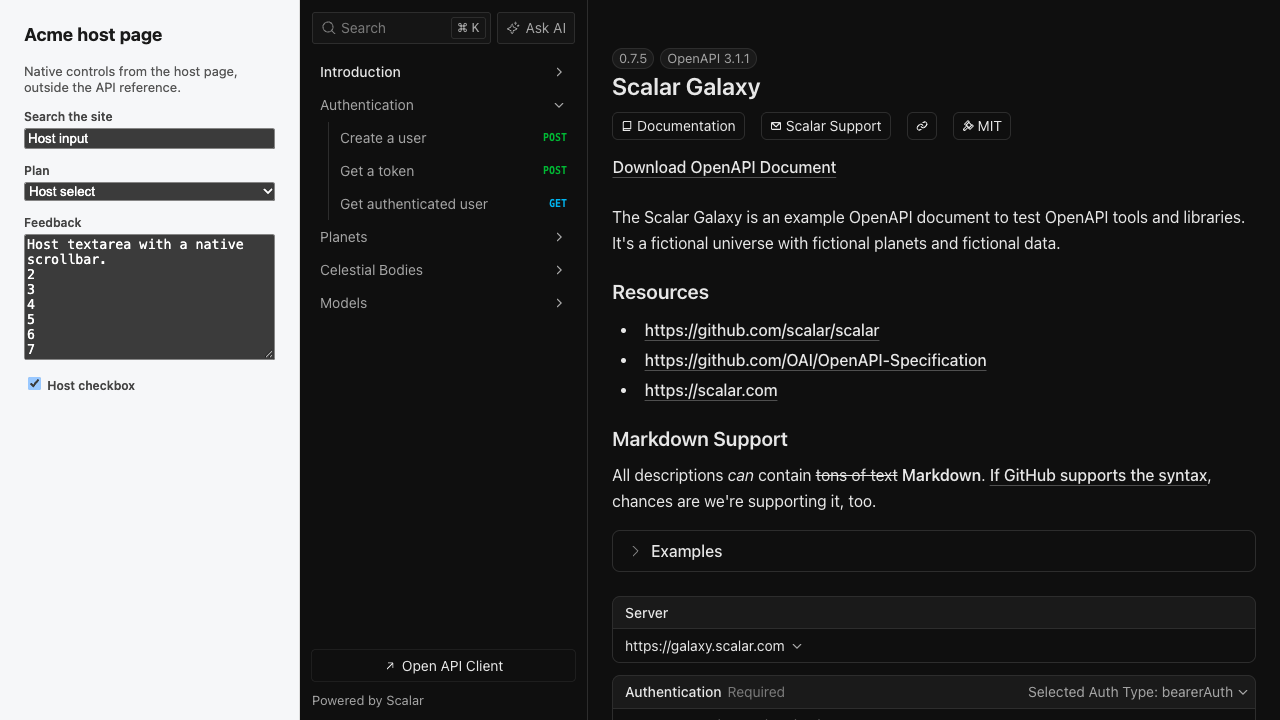 Acme host page
Native controls from the host page,
outside the API reference.
Search the site
Host input
Plan
Host select
Feedback
Host textarea with a native
scrollbar.
2
3
4
5
6
7
Host checkbox
Search
⌘ K
Ask AI
Introduction
Authentication
Create a user POST
Get a token POST
Get authenticated user GET
Planets
Celestial Bodies
Models
Open API Client
Powered by Scalar
0.7.5 OpenAPI 3.1.1
Scalar Galaxy
Documentation Scalar Support MIT
Download OpenAPI Document
The Scalar Galaxy is an example OpenAPI document to test OpenAPI tools and libraries.
It's a fictional universe with fictional planets and fictional data.
Resources
https://github.com/scalar/scalar
https://github.com/OAI/OpenAPI-Specification
https://scalar.com
Markdown Support
All descriptions can contain tons of text Markdown. If GitHub supports the syntax,
chances are we're supporting it, too.
Examples
Server
https://galaxy.scalar.com
Authentication Required Selected Auth Type: bearerAuth